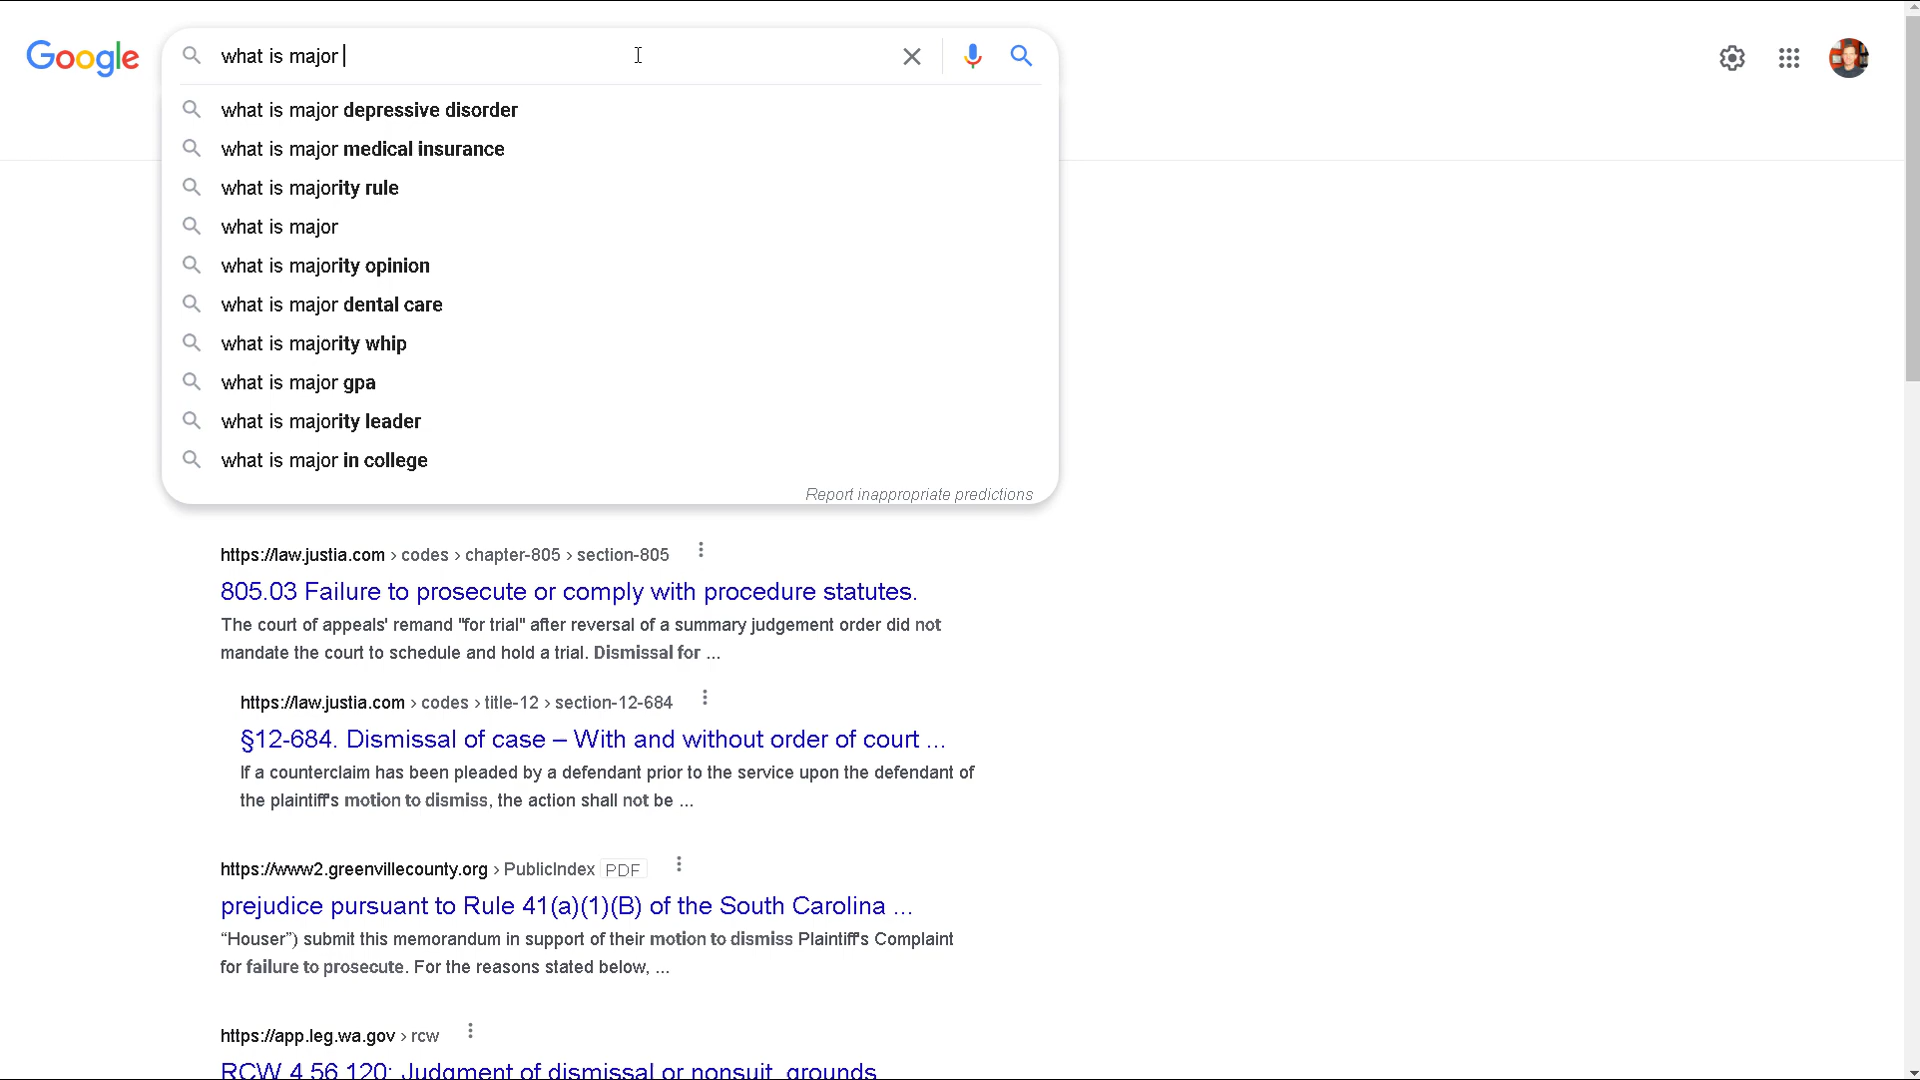 Google
what is major
what is major depressive disorder
what is major medical insurance
what is majority rule
what is major
what is majority opinion
what is major dental care
what is majority whip
what is major gpa
what is majority leader
what is major in college
Report inappropriate predictions
https://law.justia.com › codes › chapter-805 › section-805
805.03 Failure to prosecute or comply with procedure statutes.
The court of appeals' remand "for trial" after reversal of a summary judgement order did not
mandate the court to schedule and hold a trial. Dismissal for ...
https://law.justia.com › codes › title-12 › section-12-684
§12-684. Dismissal of case – With and without order of court ...
If a counterclaim has been pleaded by a defendant prior to the service upon the defendant of
the plaintiff's motion to dismiss, the action shall not be ...
https://www2.greenvillecounty.org › PublicIndex PDF
prejudice pursuant to Rule 41(a)(1)(B) of the South Carolina ...
“Houser”) submit this memorandum in support of their motion to dismiss Plaintiff's Complaint
for failure to prosecute. For the reasons stated below, ...
https://app.leg.wa.gov › rcw
RCW 4.56.120: Judgment of dismissal or nonsuit, grounds